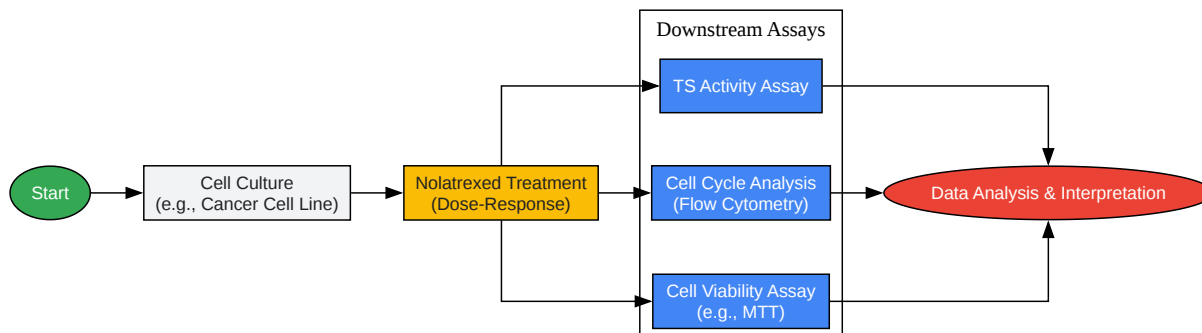 Downstream Assays
TS Activity Assay
Start
Cell Culture
(e.g., Cancer Cell Line)
Nolatrexed Treatment
(Dose-Response)
Cell Cycle Analysis
(Flow Cytometry)
Data Analysis & Interpretation
Cell Viability Assay
(e.g., MTT)